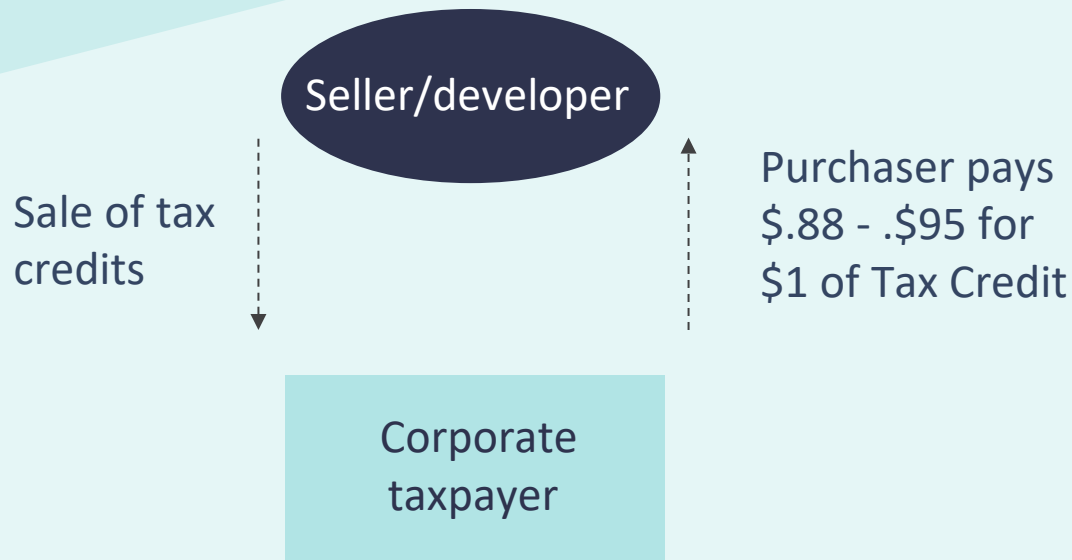 Seller/developer
Sale of tax
credits
Purchaser pays
$.88 - .$95 for
$1 of Tax Credit
Corporate
taxpayer